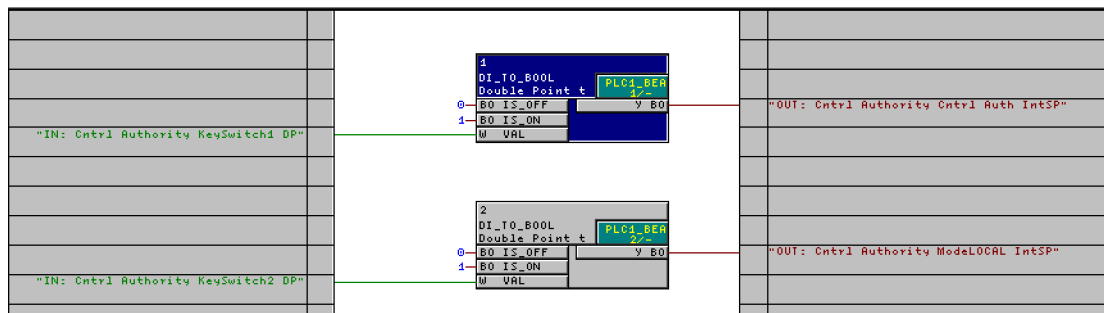 1
DI_TO_BOOL
Double Point t
PLC1_BEA
1/-
0 BO IS_OFF
Y BO
"OUT: Cntrl Authority Cntrl Auth IntSP"
1 BO IS_ON
"IN: Cntrl Authority KeySwitch1 DP"
W VAL
2
DI_TO_BOOL
Double Point t
PLC1_BEA
2/-
0 BO IS_OFF
Y BO
"OUT: Cntrl Authority ModeLOCAL IntSP"
1 BO IS_ON
"IN: Cntrl Authority KeySwitch2 DP"
W VAL